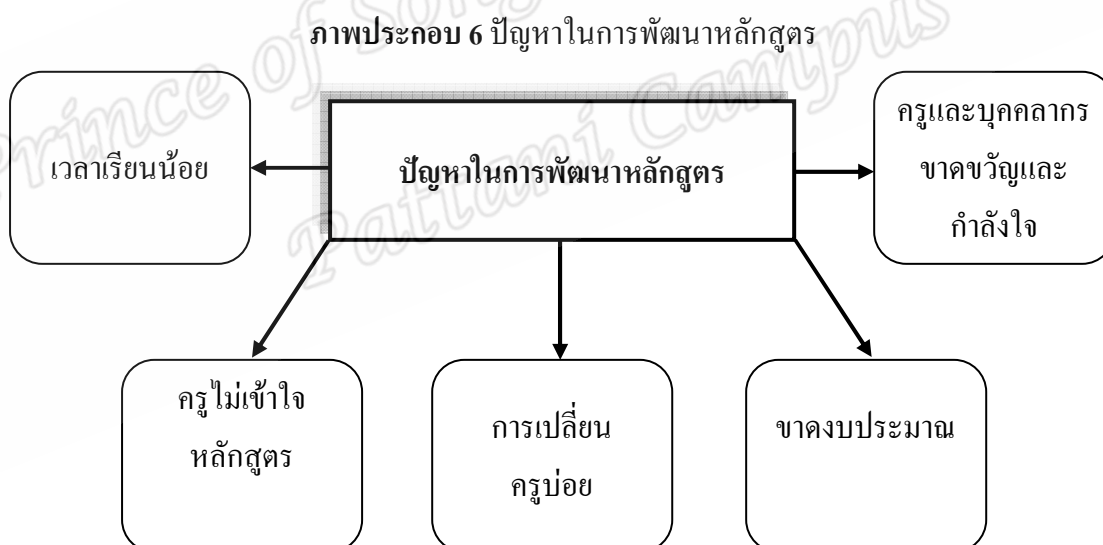 ภาพประกอบ 6 ปัญหาในการพัฒนาหลักสูตร
เวลาเรียนน้อย
ปัญหาในการพัฒนาหลักสูตร
ครูและบุคคลากร
ขาดขวัญและ
กำลังใจ
ครูไม่เข้าใจ
หลักสูตร
การเปลี่ยน
ครูบ่อย
ขาดงบประมาณ
Prince of Song
Pattani Campus